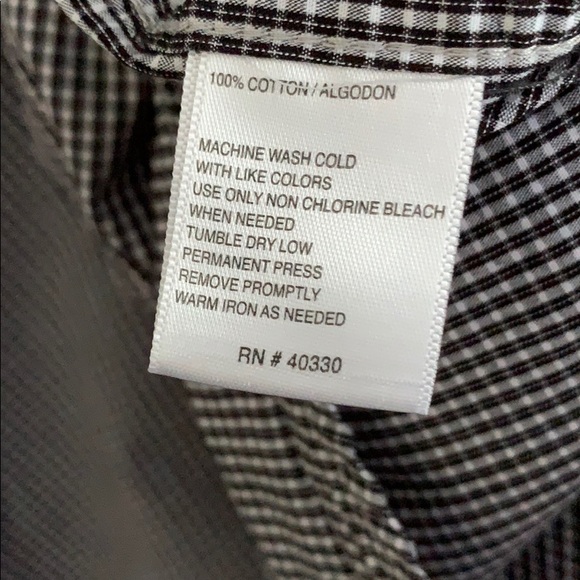 100% COTTON / ALGODON
MACHINE WASH COLD
WITH LIKE COLORS
USE ONLY NON CHLORINE BLEACH
WHEN NEEDED
TUMBLE DRY LOW
PERMANENT PRESS
REMOVE PROMPTLY
WARM IRON AS NEEDED
RN # 40330